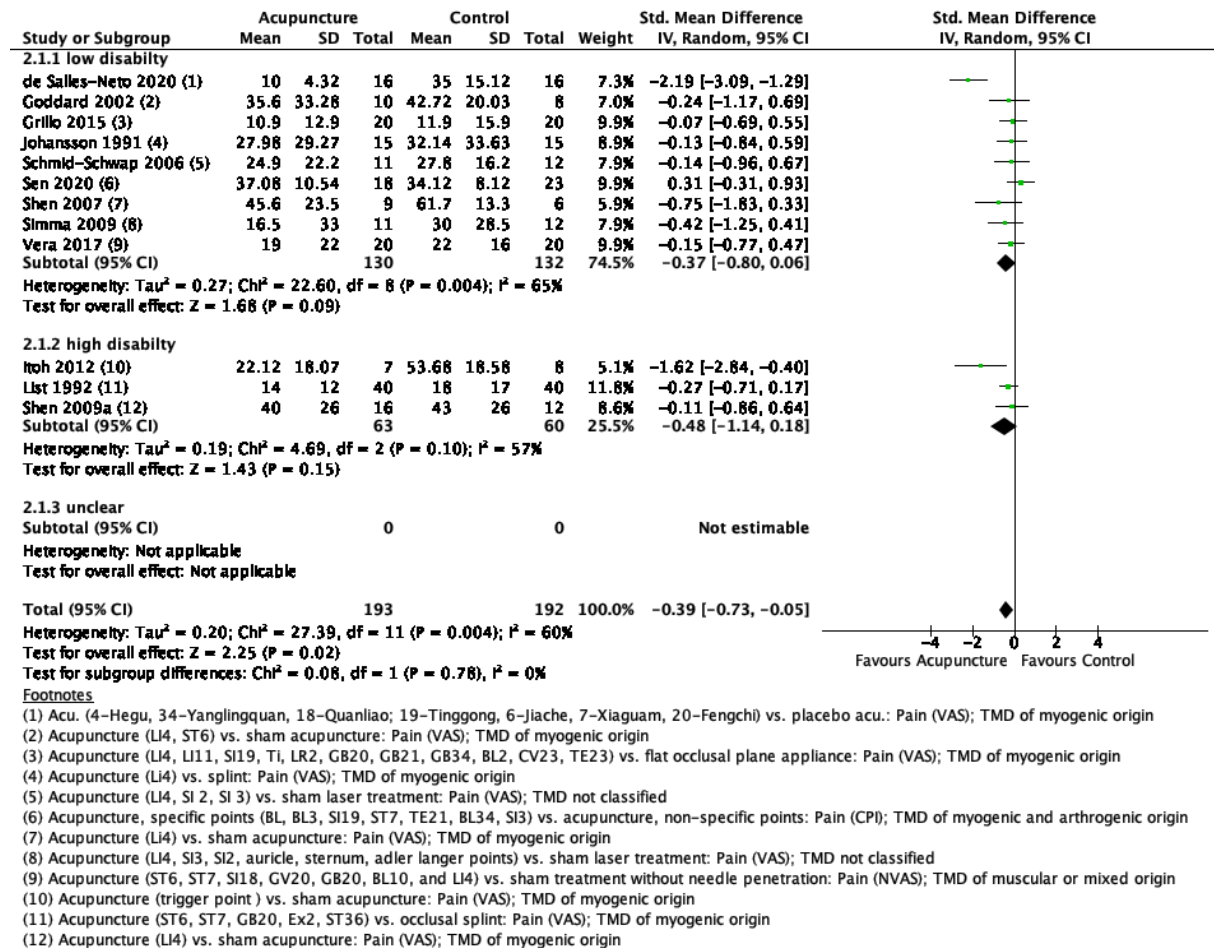 Acupuncture Control Std. Mean Difference Std. Mean Difference
Study or Subgroup Mean SD Total Mean SD Total Weight IV, Random, 95% CI IV, Random, 95% CI
2.1.1 low disabilty
de Salles-Neto 2020 (1) 10 4.32 16 35 15.12 16 7.3% -2.19 [-3.09, -1.29]
Goddard 2002 (2) 35.6 33.28 10 42.72 20.03 8 7.0% -0.24 [-1.17, 0.69]
Grillo 2015 (3) 10.9 12.9 20 11.9 15.9 20 9.9% -0.07 [-0.69, 0.55]
Johansson 1991 (4) 27.98 29.27 15 32.14 33.63 15 8.9% -0.13 [-0.84, 0.59]
Schmid-Schwap 2006 (5) 24.9 22.2 11 27.8 16.2 12 7.9% -0.14 [-0.96, 0.67]
Sen 2020 (6) 37.08 10.54 18 34.12 8.12 23 9.9% 0.31 [-0.31, 0.93]
Shen 2007 (7) 45.6 23.5 9 61.7 13.3 6 5.9% -0.75 [-1.83, 0.33]
Simma 2009 (8) 16.5 33 11 30 28.5 12 7.9% -0.42 [-1.25, 0.41]
Vera 2017 (9) 19 22 20 22 16 20 9.9% -0.15 [-0.77, 0.47]
Subtotal (95% CI) 130 132 74.5% -0.37 [-0.80, 0.06]
Heterogeneity: Tau² = 0.27; Chi² = 22.60, df = 8 (P = 0.004); I² = 65%
Test for overall effect: Z = 1.68 (P = 0.09)
2.1.2 high disabilty
Itoh 2012 (10) 22.12 18.07 7 53.68 18.58 8 5.1% -1.62 [-2.84, -0.40]
List 1992 (11) 14 12 40 18 17 40 11.8% -0.27 [-0.71, 0.17]
Shen 2009a (12) 40 26 16 43 26 12 8.6% -0.11 [-0.86, 0.64]
Subtotal (95% CI) 63 60 25.5% -0.48 [-1.14, 0.18]
Heterogeneity: Tau² = 0.19; Chi² = 4.69, df = 2 (P = 0.10); I² = 57%
Test for overall effect: Z = 1.43 (P = 0.15)
2.1.3 unclear
Subtotal (95% CI) 0 0 Not estimable
Heterogeneity: Not applicable
Test for overall effect: Not applicable
Total (95% CI) 193 192 100.0% -0.39 [-0.73, -0.05]
Heterogeneity: Tau² = 0.20; Chi² = 27.39, df = 11 (P = 0.004); I² = 60%
Test for overall effect: Z = 2.25 (P = 0.02)
Test for subgroup differences: Chi² = 0.08, df = 1 (P = 0.78), I² = 0%
-4 -2 0 2 4
Favours Acupuncture Favours Control
Footnotes
(1) Acu. (4-Hegu, 34-Yanglingquan, 18-Quanliao; 19-Tinggong, 6-Jiache, 7-Xiaguam, 20-Fengchi) vs. placebo acu.: Pain (VAS); TMD of myogenic origin
(2) Acupuncture (LI4, ST6) vs. sham acupuncture: Pain (VAS); TMD of myogenic origin
(3) Acupuncture (LI4, LI11, SI19, Ti, LR2, GB20, GB21, GB34, BL2, CV23, TE23) vs. flat occlusal plane appliance: Pain (VAS); TMD of myogenic origin
(4) Acupuncture (Li4) vs. splint: Pain (VAS); TMD of myogenic origin
(5) Acupuncture (LI4, SI 2, SI 3) vs. sham laser treatment: Pain (VAS); TMD not classified
(6) Acupuncture, specific points (BL, BL3, SI19, ST7, TE21, BL34, SI3) vs. acupuncture, non-specific points: Pain (CPI); TMD of myogenic and arthrogenic origin
(7) Acupuncture (Li4) vs. sham acupuncture: Pain (VAS); TMD of myogenic origin
(8) Acupuncture (LI4, SI3, SI2, auricle, sternum, adler langer points) vs. sham laser treatment: Pain (VAS); TMD not classified
(9) Acupuncture (ST6, ST7, SI18, GV20, GB20, BL10, and LI4) vs. sham treatment without needle penetration: Pain (NVAS); TMD of muscular or mixed origin
(10) Acupuncture (trigger point ) vs. sham acupuncture: Pain (VAS); TMD of myogenic origin
(11) Acupuncture (ST6, ST7, GB20, Ex2, ST36) vs. occlusal splint: Pain (VAS); TMD of myogenic origin
(12) Acupuncture (LI4) vs. sham acupuncture: Pain (VAS); TMD of myogenic origin